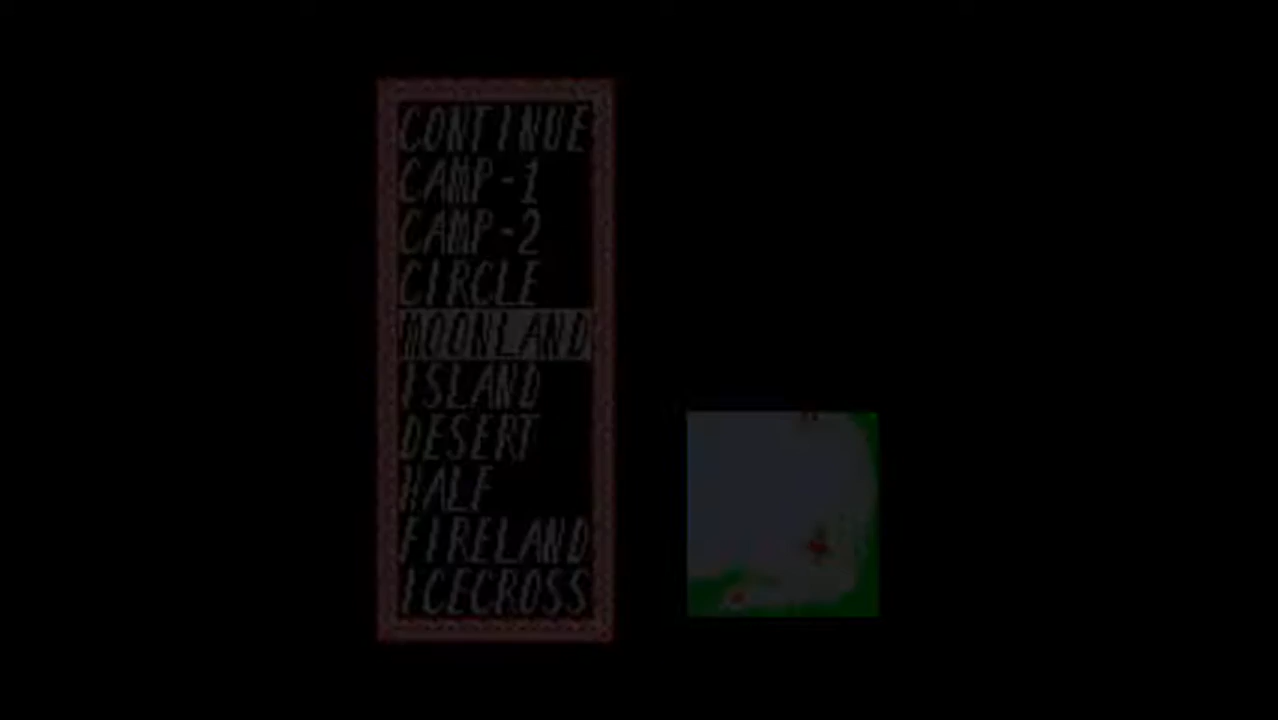 CONTINUE
CAMP-1
CAMP-2
CIRCLE
MOONLAND
ISLAND
DESERT
HALF
FIRELAND
ICECROSS